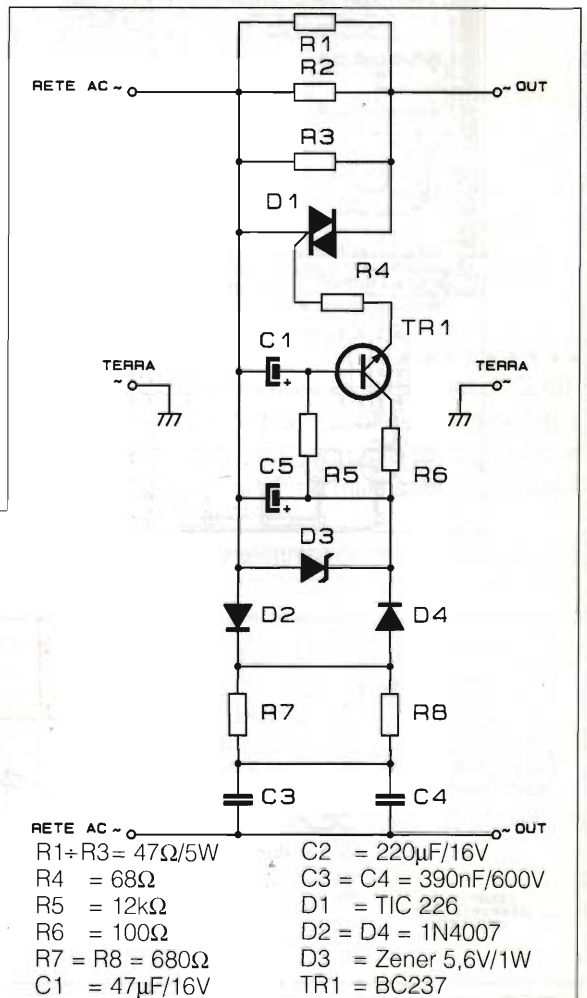 R1
R2
RETE AC ~
~ OUT
R3
D1
R4
TR1
C1
+
TERRA
~
TERRA
~
R5
R6
C5
+
D3
D2
D4
R7
R8
C3
C4
RETE AC ~
~ OUT
R1÷R3= 47Ω/5W
R4 = 68Ω
R5 = 12kΩ
R6 = 100Ω
R7 = R8 = 680Ω
C1 = 47µF/16V
C2 = 220µF/16V
C3 = C4 = 390nF/600V
D1 = TIC 226
D2 = D4 = 1N4007
D3 = Zener 5,6V/1W
TR1 = BC237